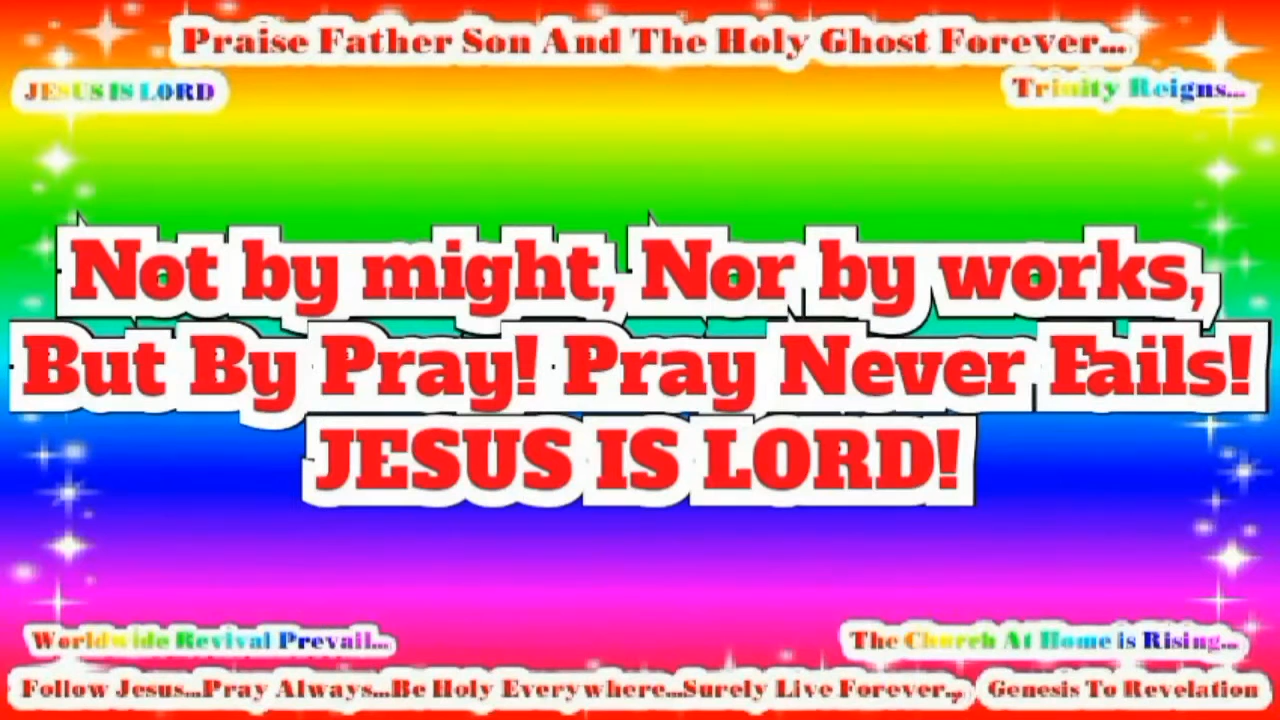 Praise Father Son And The Holy Ghost Forever...
JESUS IS LORD
Trinity Reigns...
Not by might, Nor by works,
But By Pray! Pray Never Fails!
JESUS IS LORD!
Worldwide Revival Prevail...
The Church At Home is Rising...
Follow Jesus...Pray Always...Be Holy Everywhere...Surely Live Forever..,
Genesis To Revelation